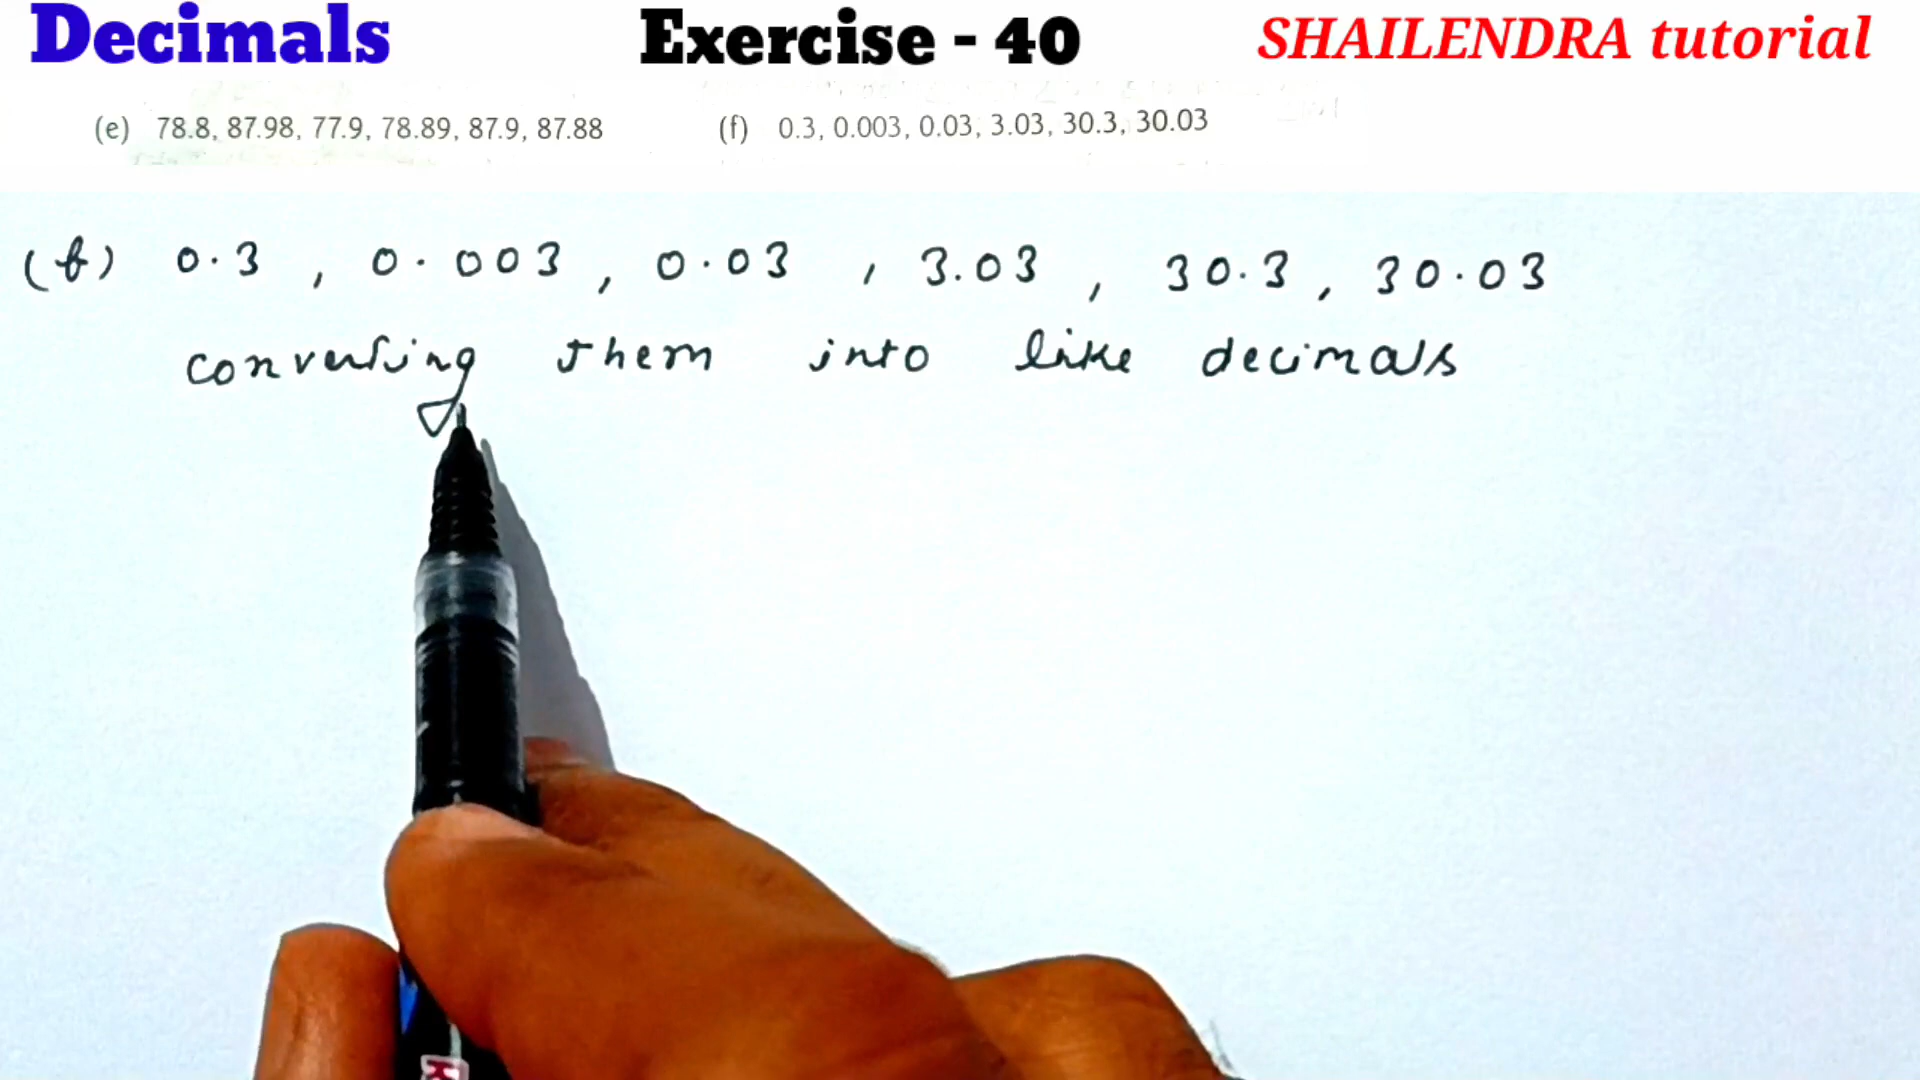 Decimals Exercise - 40 SHAILENDRA tutorial
(e) 78.8, 87.98, 77.9, 78.89, 87.9, 87.88 (f) 0.3, 0.003, 0.03, 3.03, 30.3, 30.03
(f) 0.3 , 0.003 , 0.03 , 3.03 , 30.3 , 30.03
converting them into like decimals